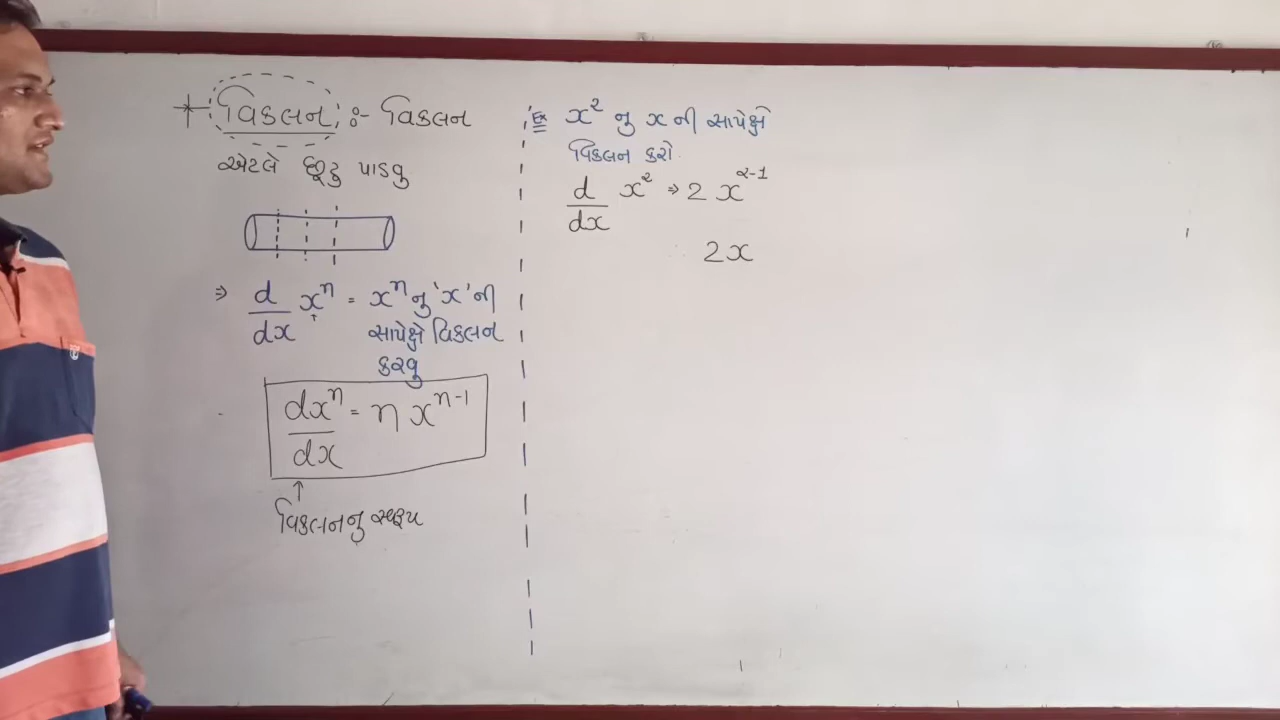 વિકલન :- વિકલન
એટલે છૂટુ પાડવુ
⇒ d/dx xⁿ = xⁿ નુ 'x' ની
સાપેક્ષે વિકલન
કરવુ
dxⁿ/dx = n xⁿ⁻¹
↑
વિકલનનુ સ્વરૂપ
Ex x² નુ x ની સાપેક્ષે
વિકલન કરો.
d/dx x² ⇒ 2 x²⁻¹
2x